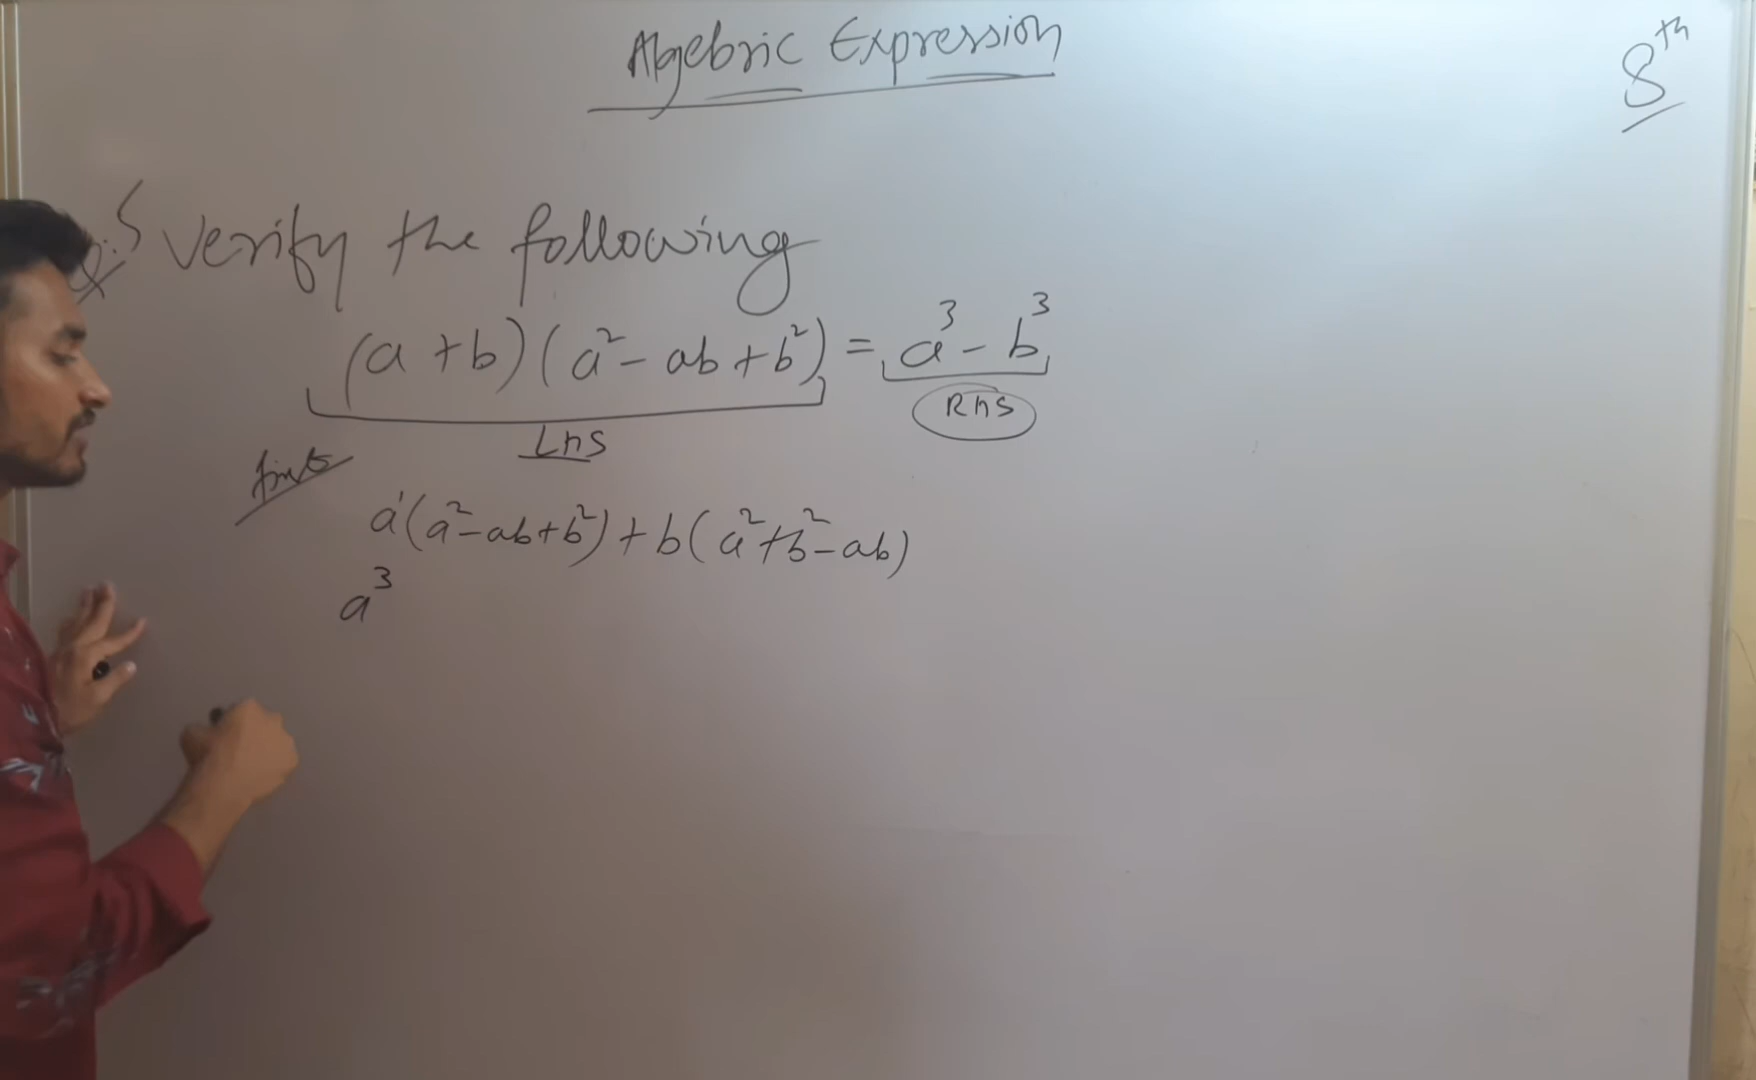 Algebric Expression
8th
Q.5 Verify the following
(a + b) (a² - ab + b²) = a³ - b³
LHS
RHS
a¹(a² - ab + b²) + b(a² + b² - ab)
a³